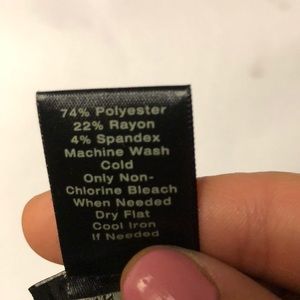 74% Polyester
22% Rayon
4% Spandex
Machine Wash
Cold
Only Non-
Chlorine Bleach
When Needed
Dry Flat
Cool Iron
If Needed